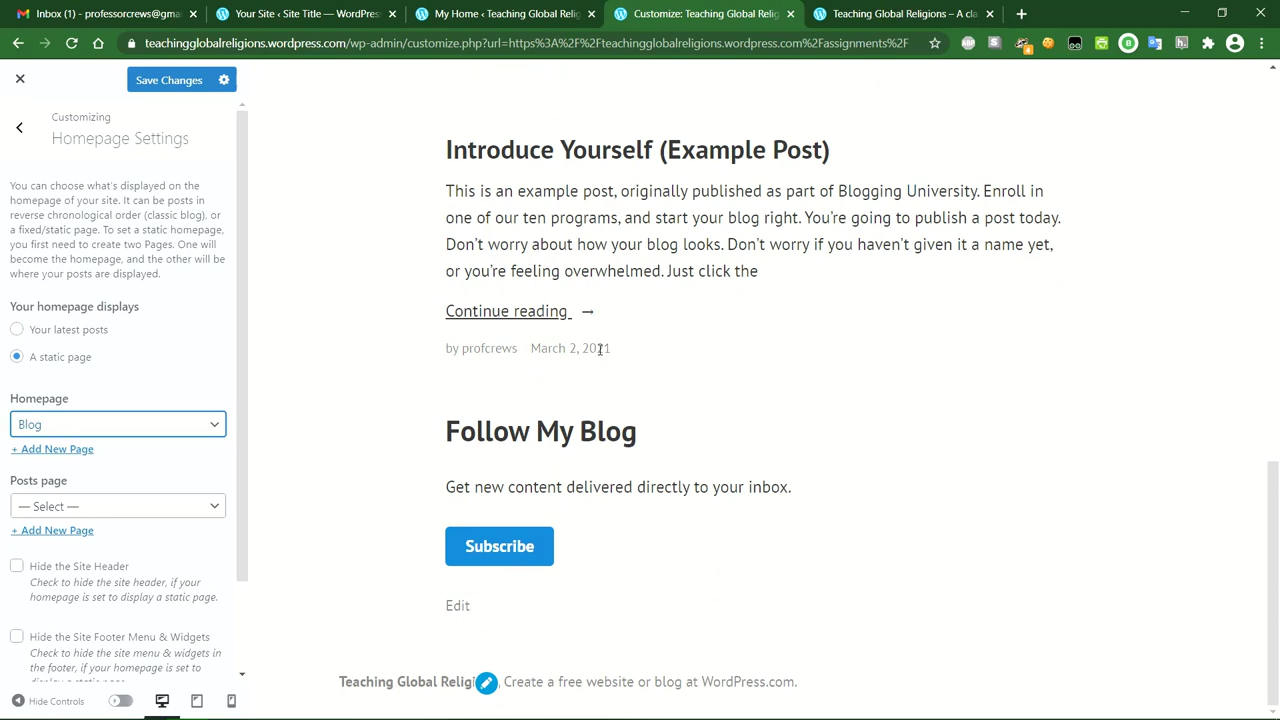 Inbox (1) - professorcrews@gma
Your Site ‹ Site Title — WordPres
My Home ‹ Teaching Global Relig
Customize: Teaching Global Relig
Teaching Global Religions – A cla
teachingglobalreligions.wordpress.com/wp-admin/customize.php?url=https%3A%2F%2Fteachingglobalreligions.wordpress.com%2Fassignments%2F
Save Changes
Customizing
Homepage Settings
You can choose what's displayed on the
homepage of your site. It can be posts in
reverse chronological order (classic blog), or
a fixed/static page. To set a static homepage,
you first need to create two Pages. One will
become the homepage, and the other will be
where your posts are displayed.
Your homepage displays
Your latest posts
A static page
Homepage
Blog
+ Add New Page
Posts page
— Select —
+ Add New Page
Hide the Site Header
Check to hide the site header, if your
homepage is set to display a static page.
Hide the Site Footer Menu & Widgets
Check to hide the site menu & widgets in
the footer, if your homepage is set to
display a static page.
Hide Controls
Introduce Yourself (Example Post)
This is an example post, originally published as part of Blogging University. Enroll in
one of our ten programs, and start your blog right. You're going to publish a post today.
Don't worry about how your blog looks. Don't worry if you haven't given it a name yet,
or you're feeling overwhelmed. Just click the
Continue reading →
by profcrews March 2, 2021
Follow My Blog
Get new content delivered directly to your inbox.
Subscribe
Edit
Teaching Global Religi , Create a free website or blog at WordPress.com.